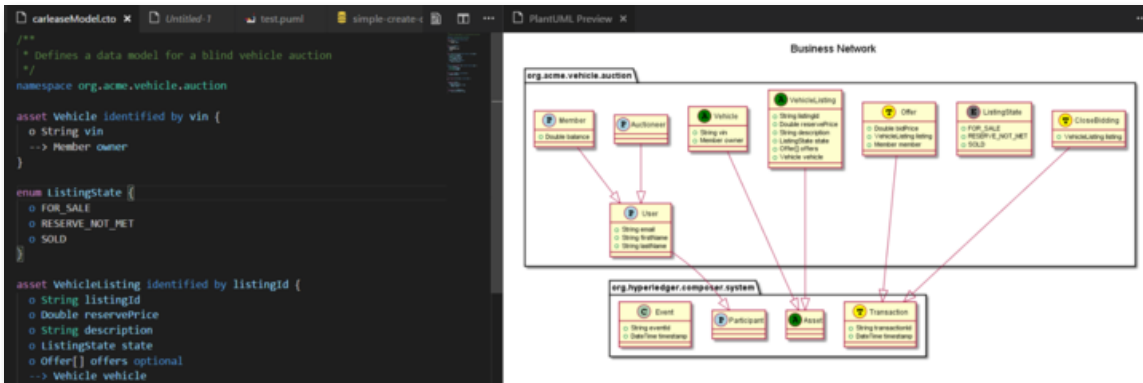 carleaseModel.cto × Untitled-1 test.puml simple-create-c ···
/**
* Defines a data model for a blind vehicle auction
*/
namespace org.acme.vehicle.auction
asset Vehicle identified by vin {
o String vin
--> Member owner
}
enum ListingState {
o FOR_SALE
o RESERVE_NOT_MET
o SOLD
}
asset VehicleListing identified by listingId {
o String listingId
o Double reservePrice
o String description
o ListingState state
o Offer[] offers optional
--> Vehicle vehicle
PlantUML Preview ×
Business Network
org.acme.vehicle.auction
P Member
Double balance
P Auctioneer
A Vehicle
String vin
Member owner
A VehicleListing
String listingId
Double reservePrice
String description
ListingState state
Offer[] offers
Vehicle vehicle
T Offer
Double bidPrice
VehicleListing listing
Member member
E ListingState
FOR_SALE
RESERVE_NOT_MET
SOLD
T CloseBidding
VehicleListing listing
P User
String email
String firstName
String lastName
org.hyperledger.composer.system
C Event
String eventId
DateTime timestamp
P Participant
A Asset
T Transaction
String transactionId
DateTime timestamp